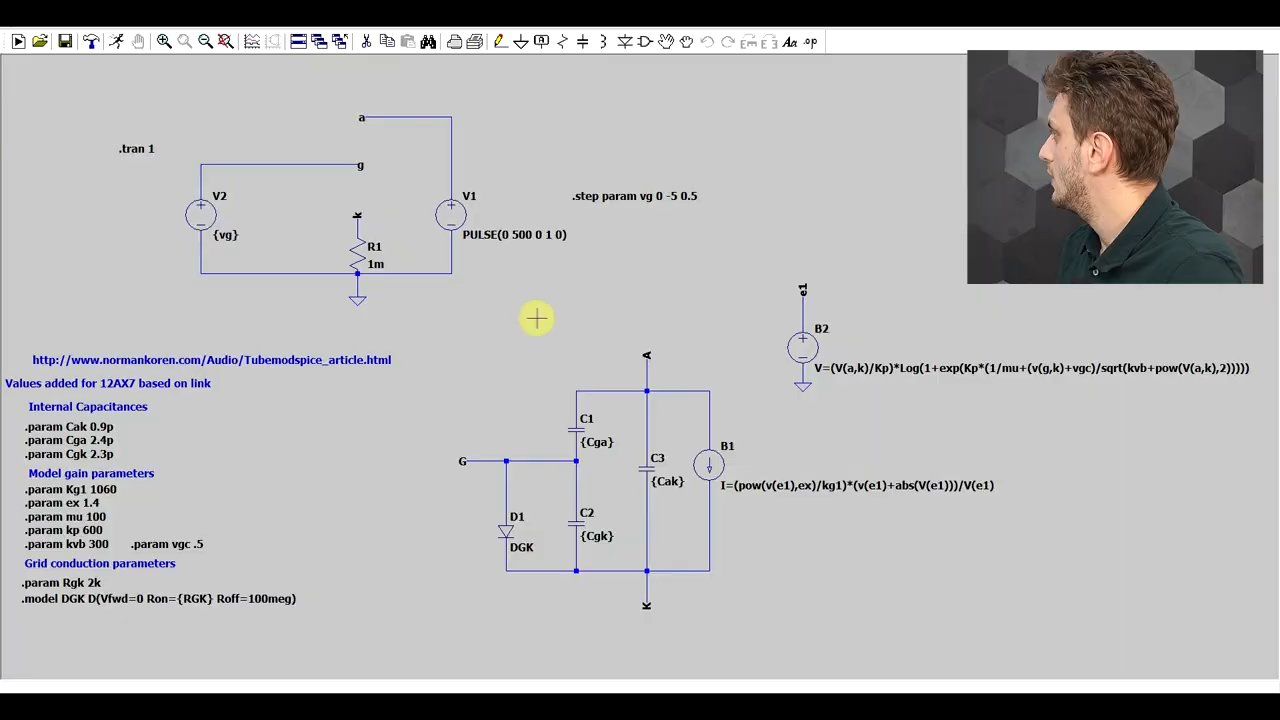 .op
a
.tran 1
g
V2
V1
.step param vg 0 -5 0.5
k
{vg}
PULSE(0 500 0 1 0)
R1
1m
e1
B2
http://www.normankoren.com/Audio/Tubemodspice_article.html
A
V=(V(a,k)/Kp)*Log(1+exp(Kp*(1/mu+(v(g,k)+vgc)/sqrt(kvb+pow(V(a,k),2)))))
Values added for 12AX7 based on link
Internal Capacitances
C1
.param Cak 0.9p
.param Cga 2.4p
{Cga}
B1
.param Cgk 2.3p
G
C3
Model gain parameters
{Cak}
I=(pow(v(e1),ex)/kg1)*(v(e1)+abs(V(e1)))/V(e1)
.param Kg1 1060
.param ex 1.4
.param mu 100
D1
C2
.param kp 600
{Cgk}
.param kvb 300
.param vgc .5
DGK
Grid conduction parameters
.param Rgk 2k
.model DGK D(Vfwd=0 Ron={RGK} Roff=100meg)
K